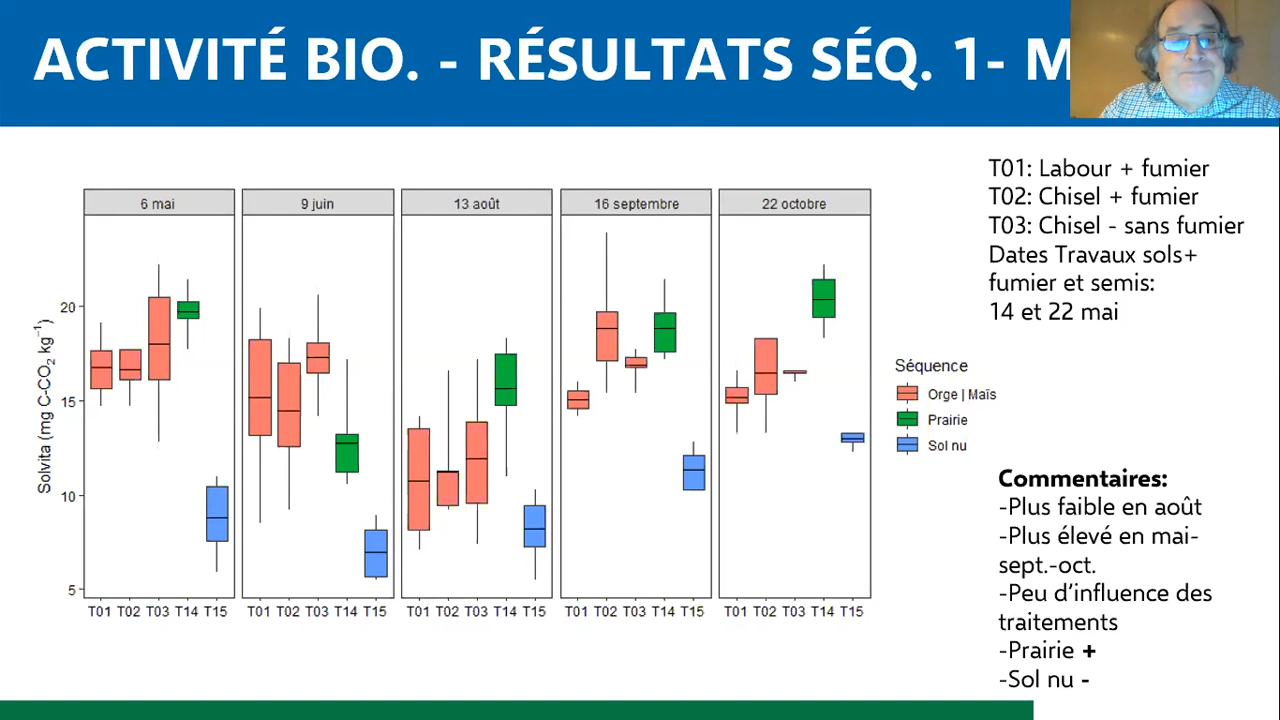 ACTIVITÉ BIO. - RÉSULTATS SÉQ. 1- M
T01: Labour + fumier
T02: Chisel + fumier
T03: Chisel - sans fumier
Dates Travaux sols+
fumier et semis:
14 et 22 mai
6 mai
9 juin
13 août
16 septembre
22 octobre
Solvita (mg C-CO₂ kg⁻¹)
20
15
10
5
T01 T02 T03 T14 T15
T01 T02 T03 T14 T15
T01 T02 T03 T14 T15
T01 T02 T03 T14 T15
T01 T02 T03 T14 T15
Séquence
Orge | Maïs
Prairie
Sol nu
Commentaires:
-Plus faible en août
-Plus élevé en mai-
sept.-oct.
-Peu d’influence des
traitements
-Prairie +
-Sol nu -